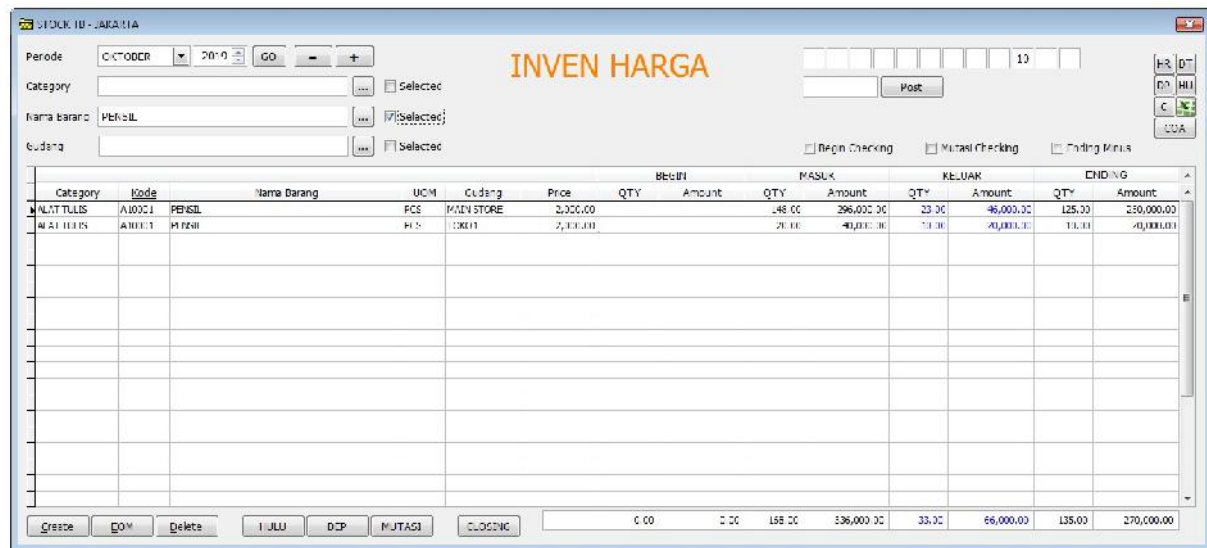 STOCK TB - JAKARTA
Periode OKTOBER 2019 GO - + INVEN HARGA 10
Category ... Selected Post
Nama Barang PENSIL ... Selected
Gudang ... Selected Begin Checking Mutasi Checking Ending Minus
HR DT
DP HU
C
COA
BEGIN MASUK KELUAR ENDING
Category Kode Nama Barang UOM Gudang Price QTY Amount QTY Amount QTY Amount QTY Amount
ALAT TULIS A10001 PENSIL PCS MAIN STORE 2,000.00 148.00 296,000.00 23.00 46,000.00 125.00 250,000.00
ALAT TULIS A10001 PENSIL PCS TOKO 1 2,000.00 20.00 40,000.00 10.00 20,000.00 10.00 20,000.00
Create EOM Delete HULU DEP MUTASI CLOSING 0.00 0.00 168.00 336,000.00 33.00 66,000.00 135.00 270,000.00